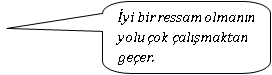 İyi bir ressam olmanın
yolu çok çalışmaktan
geçer.